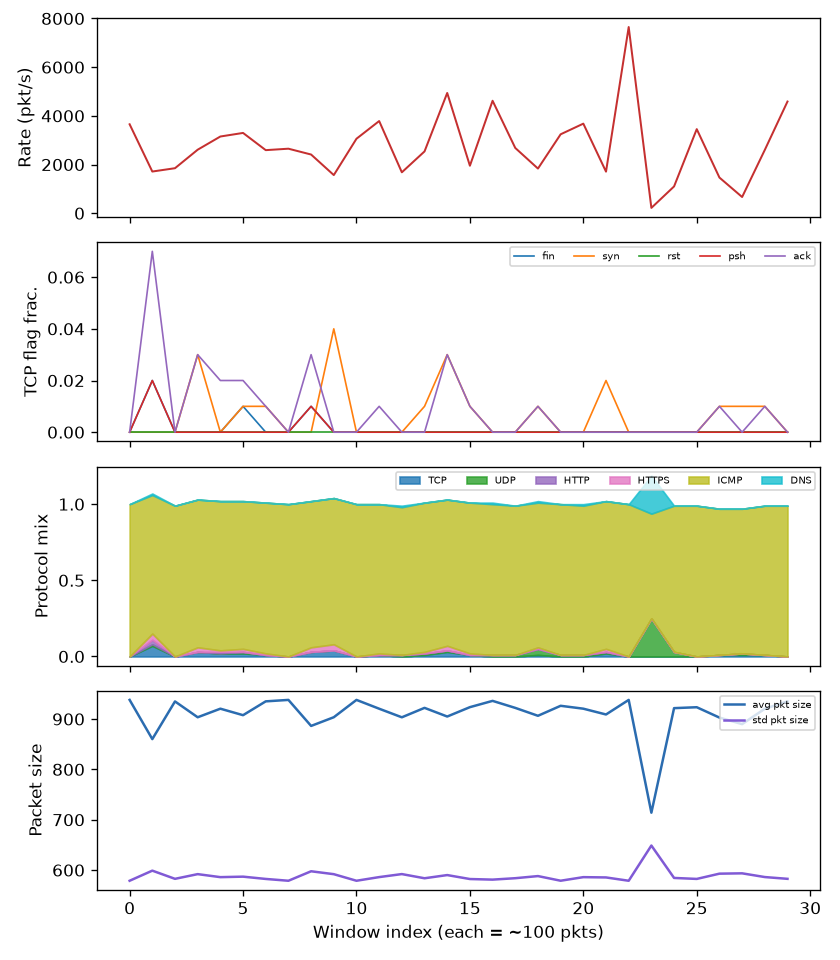 8000
6000
4000
2000
0
Rate (pkt/s)
fin syn rst psh ack
0.06
0.04
0.02
0.00
TCP flag frac.
TCP UDP HTTP HTTPS ICMP DNS
1.0
0.5
0.0
Protocol mix
avg pkt size
std pkt size
900
800
700
600
Packet size
0 5 10 15 20 25 30
Window index (each = ~100 pkts)